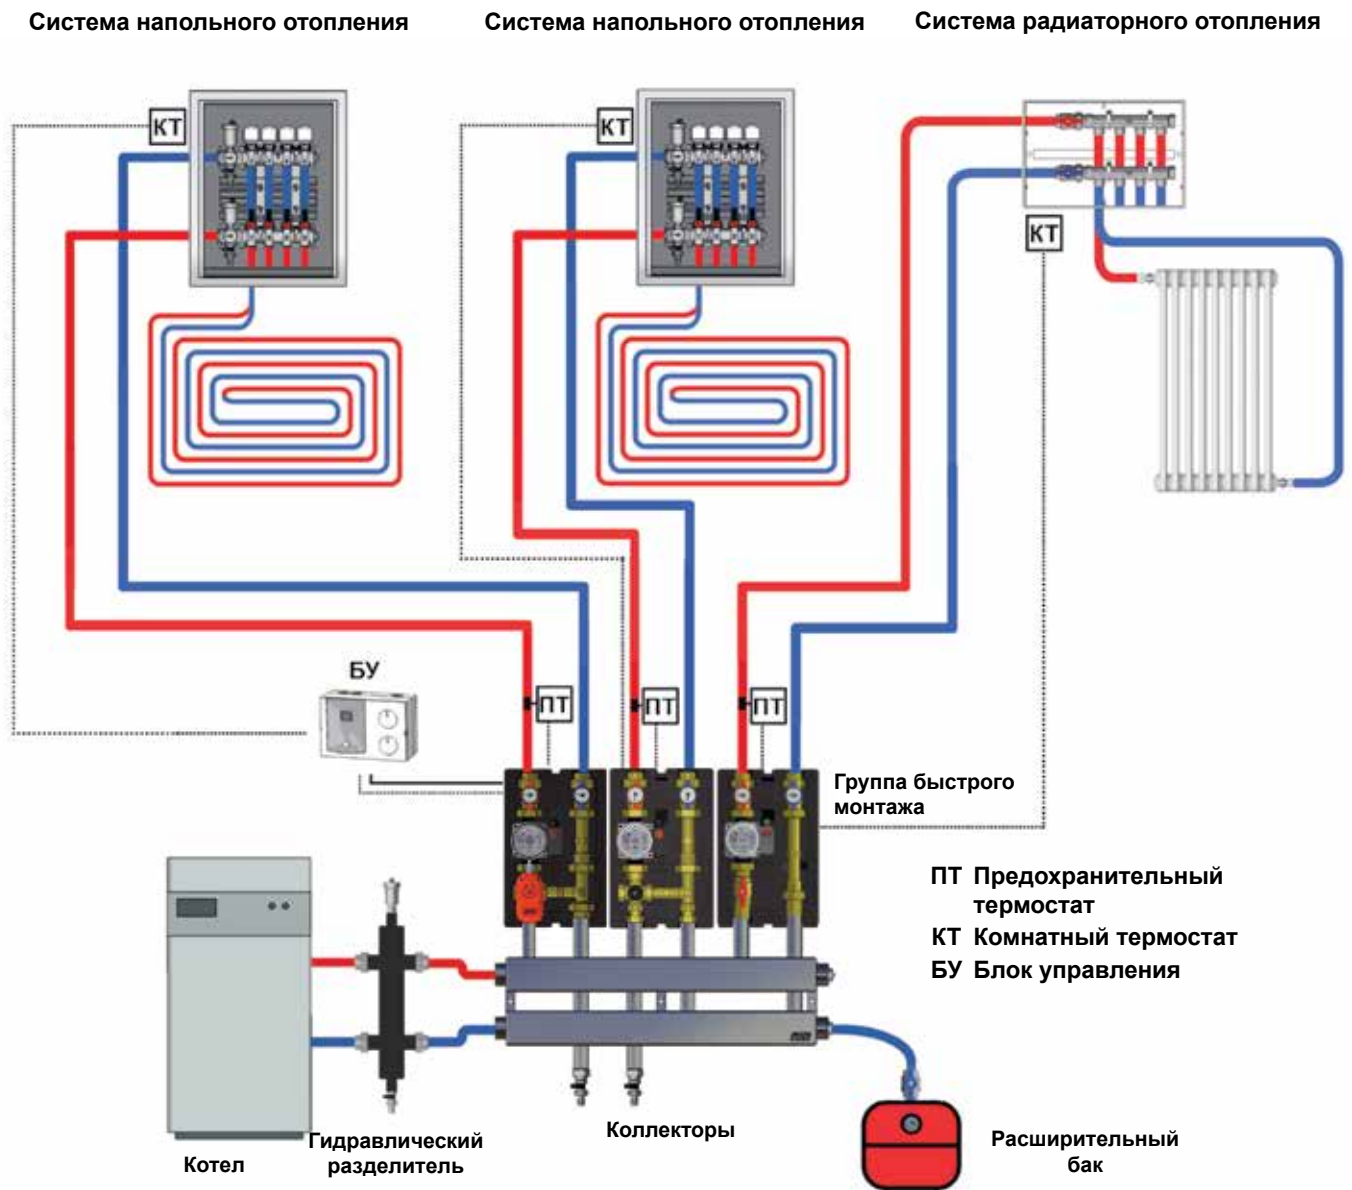 Система напольного отопления
Система напольного отопления
Система радиаторного отопления
КТ
КТ
КТ
БУ
ПТ
ПТ
ПТ
Группа быстрого
монтажа
ПТ Предохранительный
термостат
КТ Комнатный термостат
БУ Блок управления
Котел
Гидравлический
разделитель
Коллекторы
Расширительный
бак